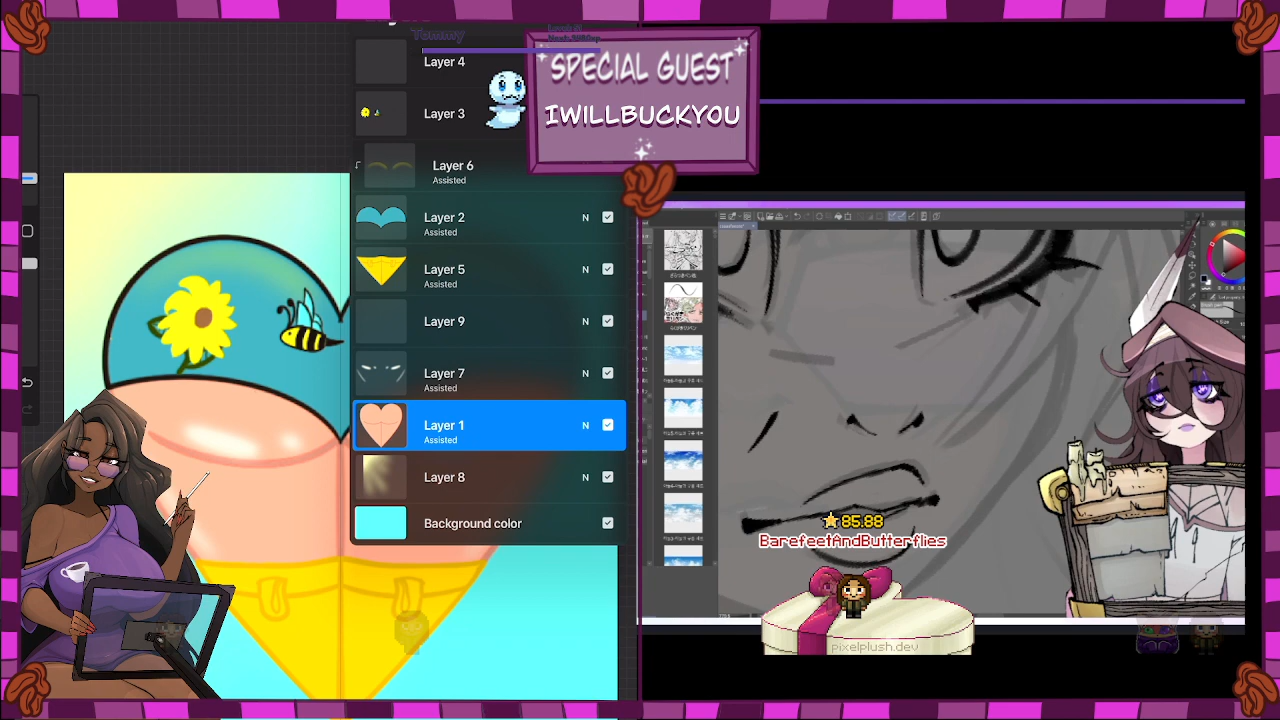 Tommy
SPECIAL GUEST
IWILLBUCKYOU
Layer 4
Layer 3
Layer 6
Assisted
Layer 2
Assisted
N
Layer 5
Assisted
N
Layer 9
N
Layer 7
Assisted
N
Layer 1
Assisted
N
Layer 8
N
Background color
85.88
BarefeetAndButterflies
pixelplush.dev